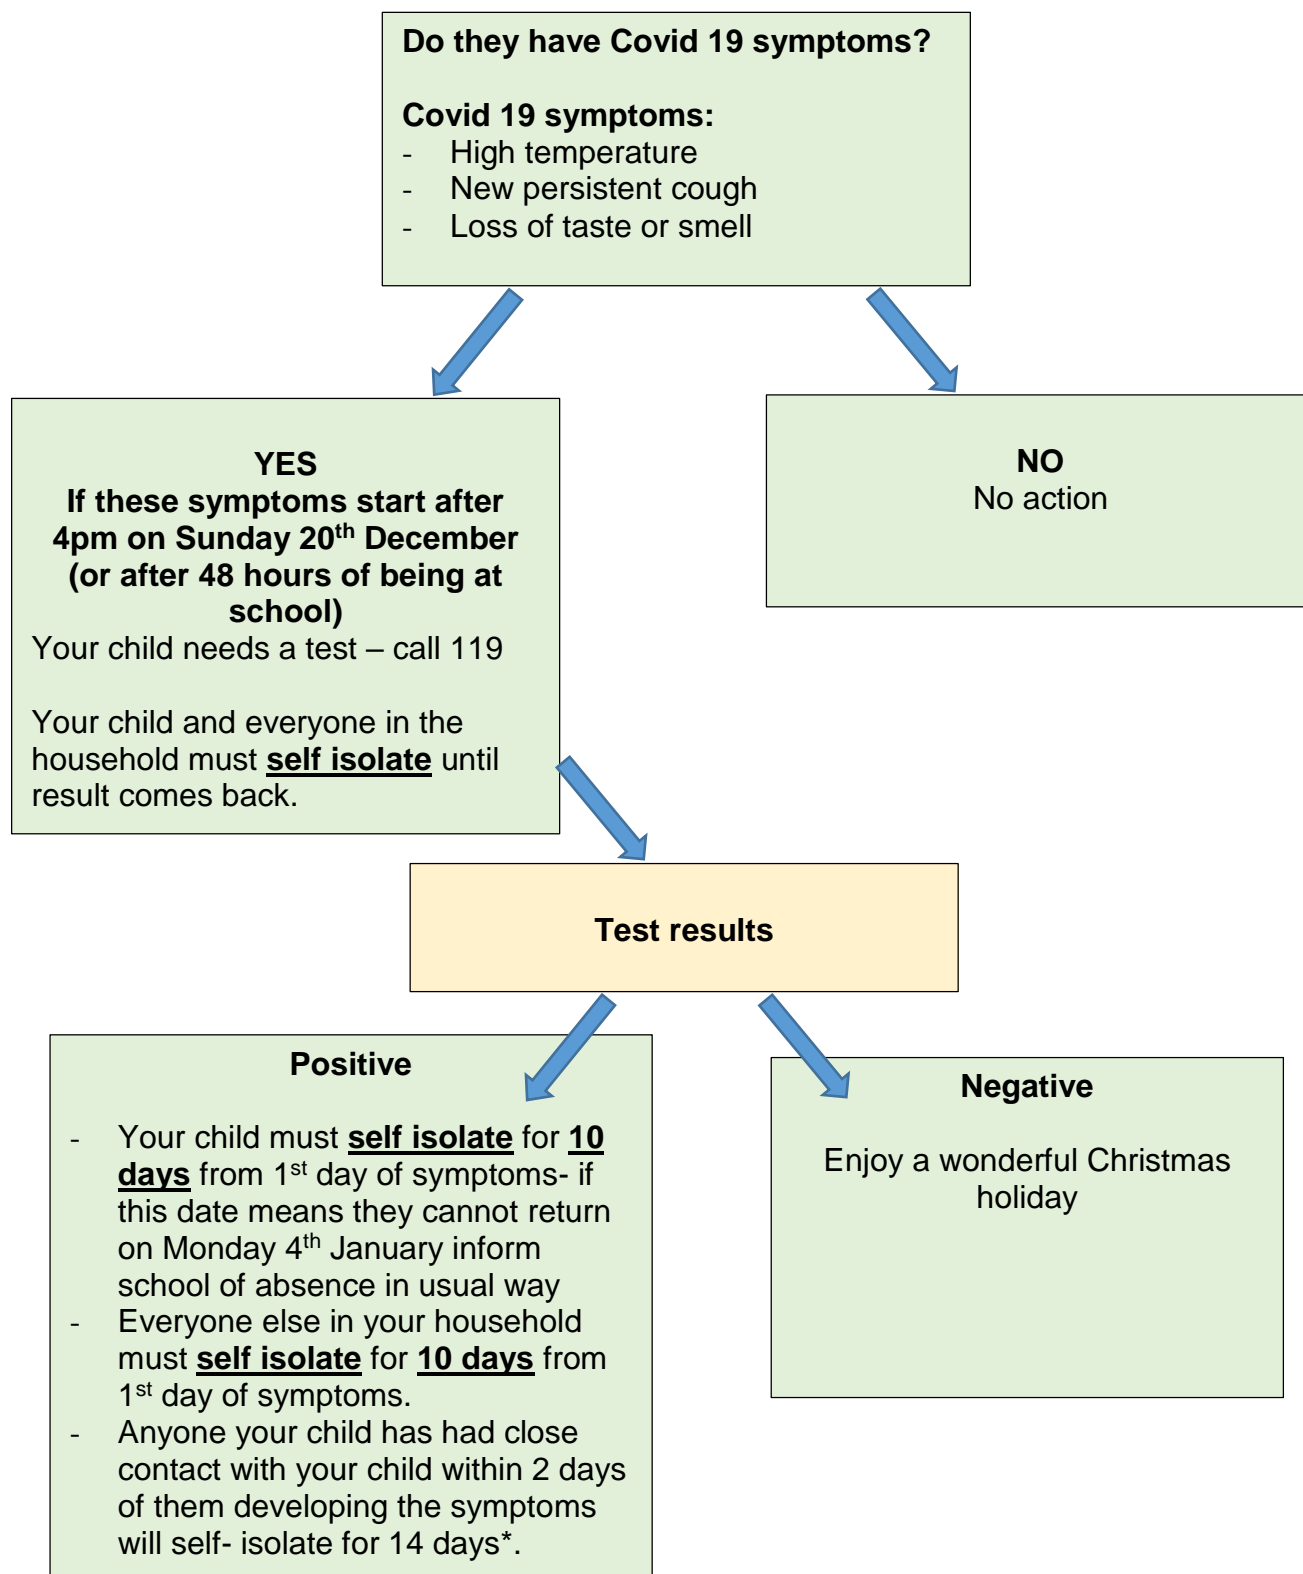 Do they have Covid 19 symptoms?
Covid 19 symptoms:
- High temperature
- New persistent cough
- Loss of taste or smell
YES
If these symptoms start after
4pm on Sunday 20th December
(or after 48 hours of being at
school)
Your child needs a test – call 119
Your child and everyone in the
household must self isolate until
result comes back.
NO
No action
Test results
Positive
- Your child must self isolate for 10
days from 1st day of symptoms- if
this date means they cannot return
on Monday 4th January inform
school of absence in usual way
- Everyone else in your household
must self isolate for 10 days from
1st day of symptoms.
- Anyone your child has had close
contact with your child within 2 days
of them developing the symptoms
will self- isolate for 14 days*.
Negative
Enjoy a wonderful Christmas
holiday